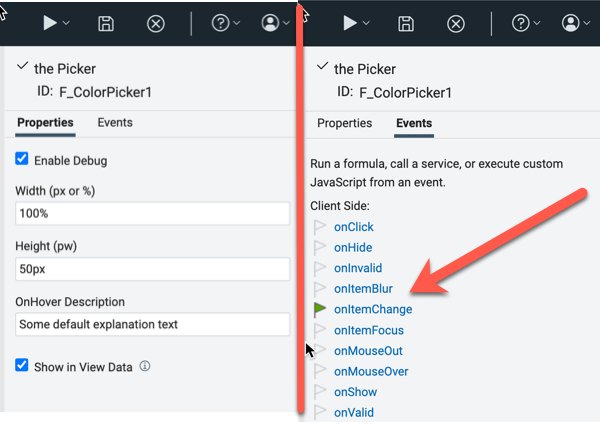 the Picker
ID: F_ColorPicker1
Properties Events
Enable Debug
Width (px or %)
100%
Height (pw)
50px
OnHover Description
Some default explanation text
Show in View Data
the Picker
ID: F_ColorPicker1
Properties Events
Run a formula, call a service, or execute custom
JavaScript from an event.
Client Side:
onClick
onHide
onInvalid
onItemBlur
onItemChange
onItemFocus
onMouseOut
onMouseOver
onShow
onValid